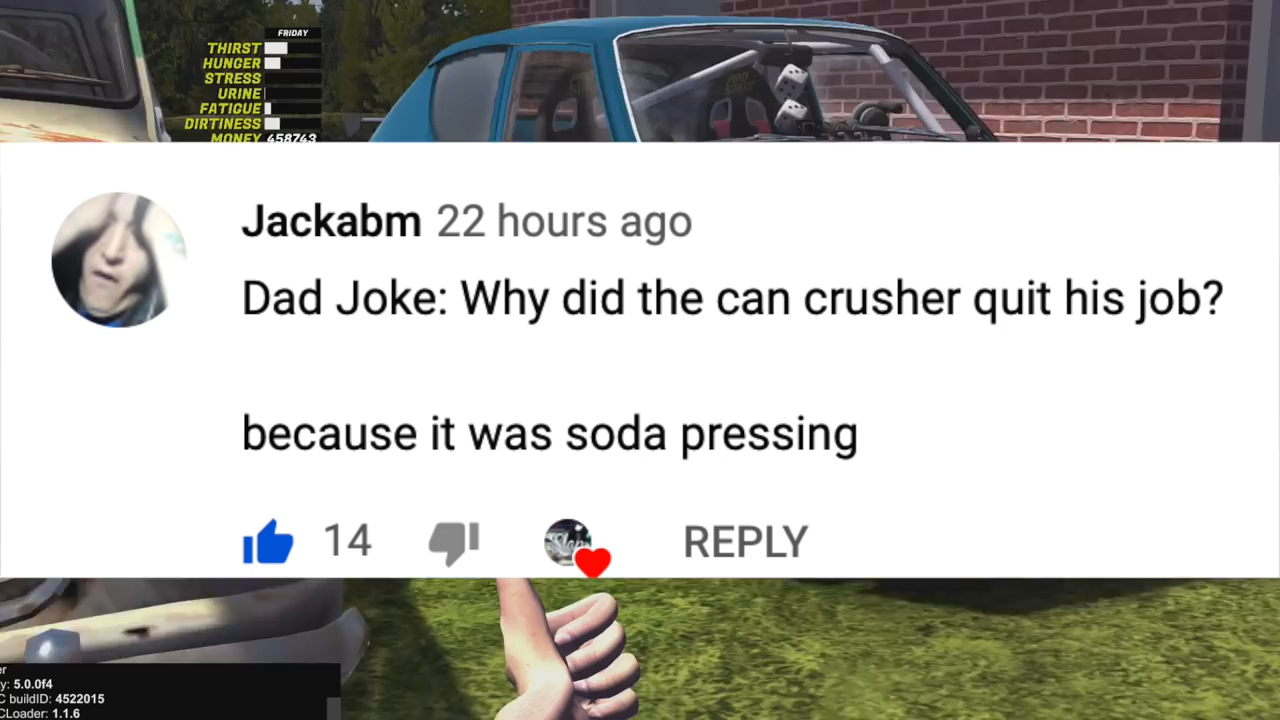 FRIDAY
THIRST
HUNGER
STRESS
URINE
FATIGUE
DIRTINESS
MONEY 458743
Jackabm 22 hours ago
Dad Joke: Why did the can crusher quit his job?
because it was soda pressing
14 REPLY
er
y: 5.0.0f4
C buildID: 4522015
CLoader: 1.1.6